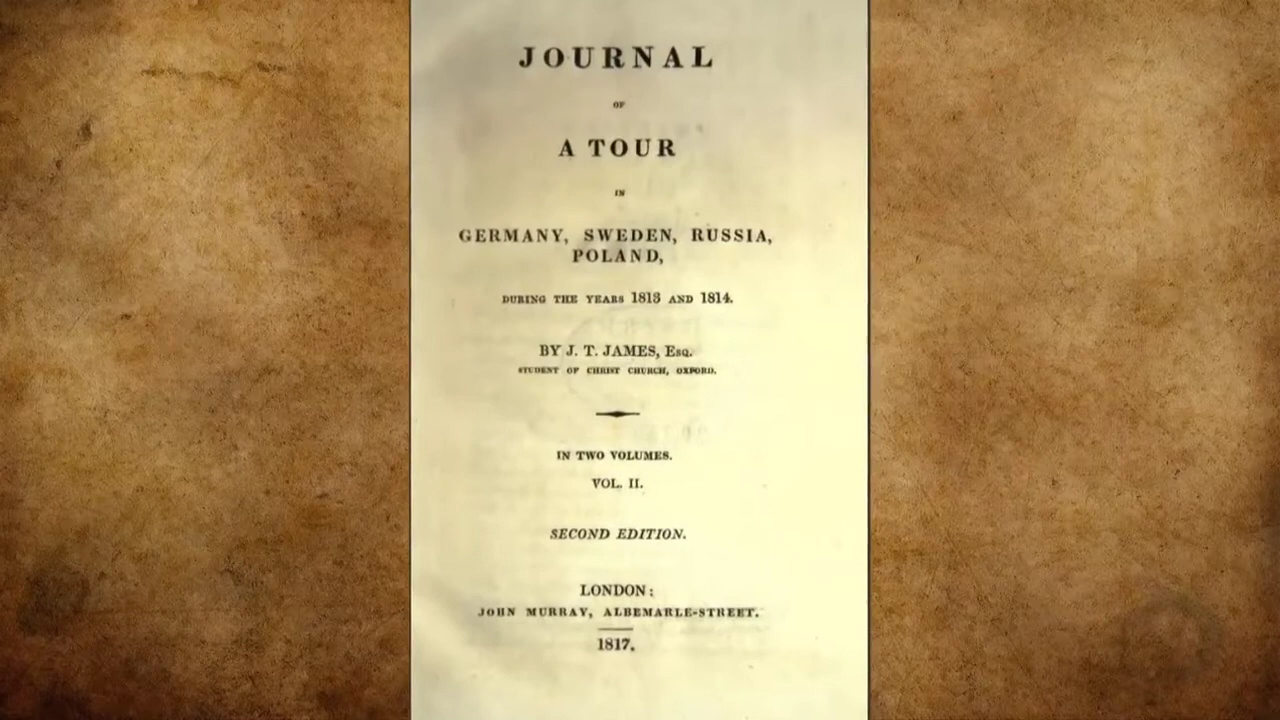 JOURNAL
OF
A TOUR
IN
GERMANY, SWEDEN, RUSSIA,
POLAND,
DURING THE YEARS 1813 AND 1814.
BY J. T. JAMES, Esq.
STUDENT OF CHRIST CHURCH, OXFORD.
IN TWO VOLUMES.
VOL. II.
SECOND EDITION.
LONDON:
JOHN MURRAY, ALBEMARLE-STREET.
1817.